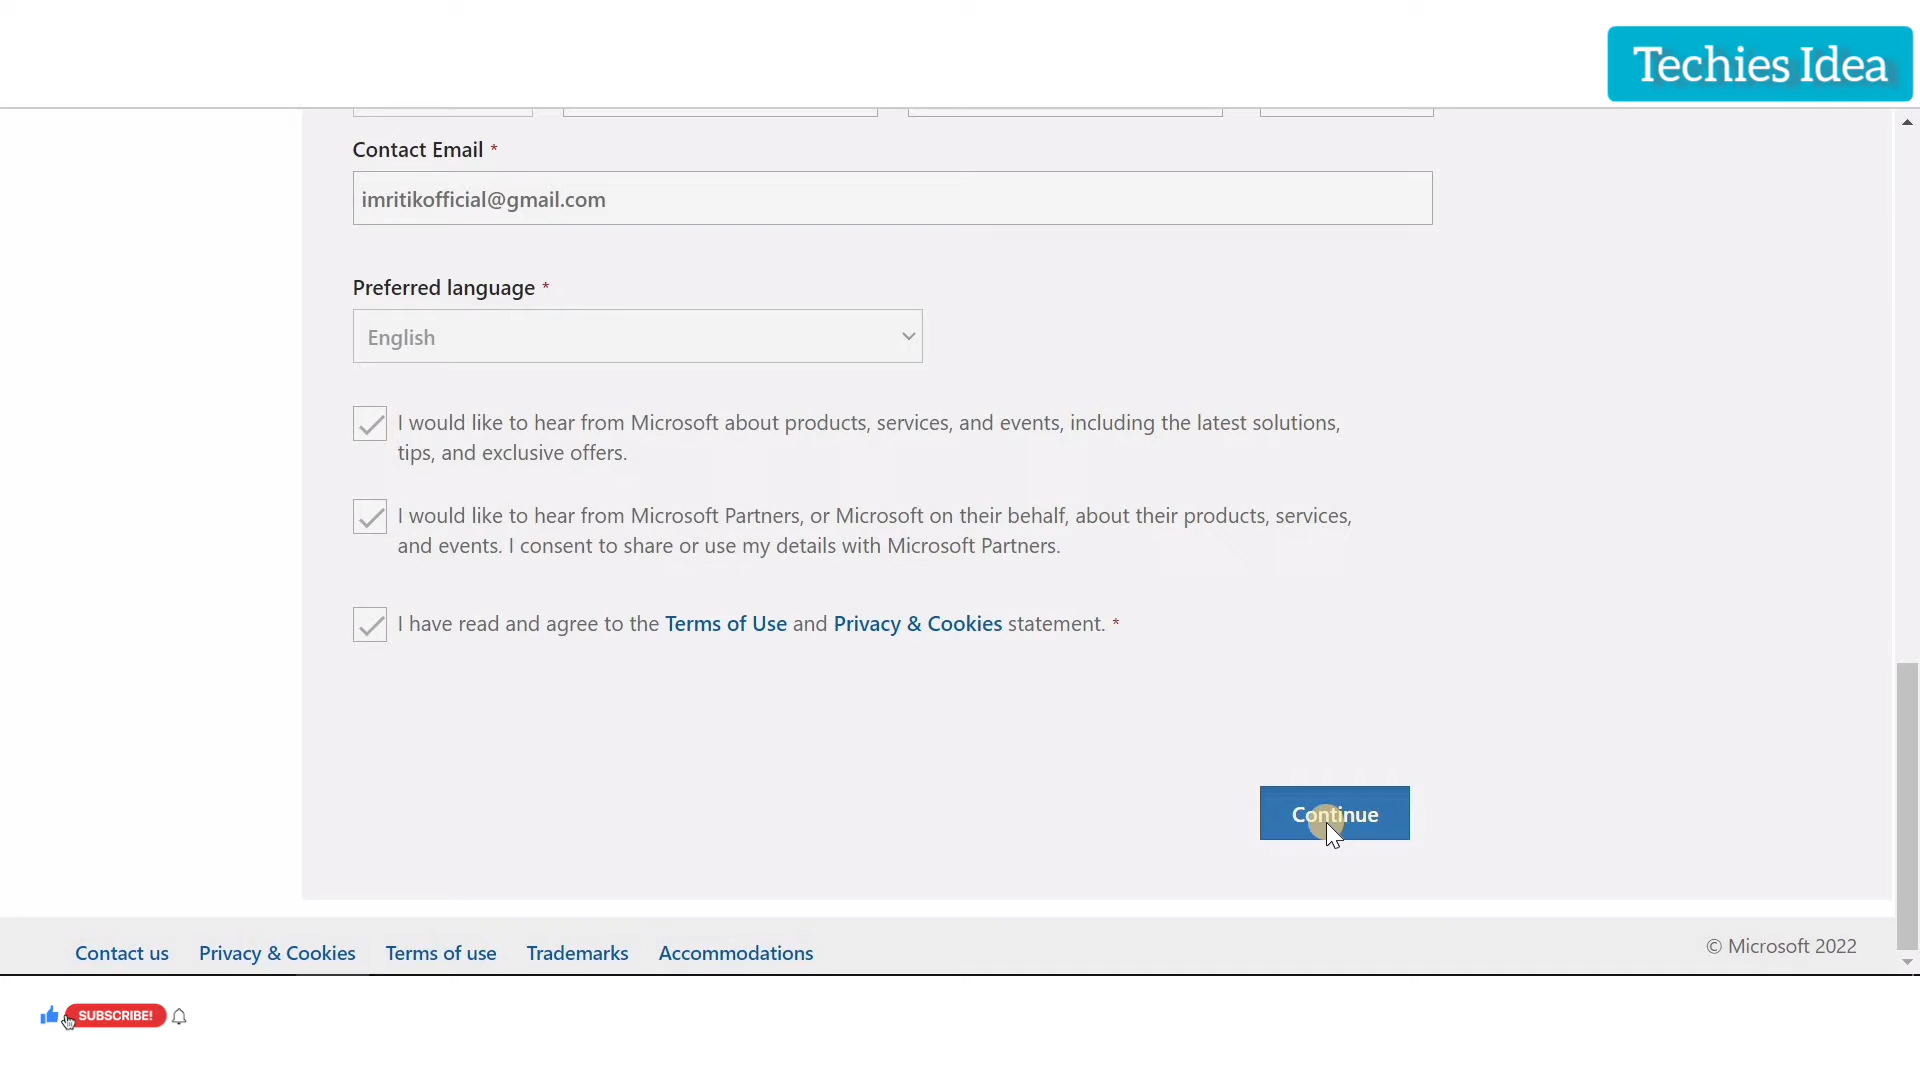 Techies Idea
Contact Email *
imritikofficial@gmail.com
Preferred language *
English
I would like to hear from Microsoft about products, services, and events, including the latest solutions,
tips, and exclusive offers.
I would like to hear from Microsoft Partners, or Microsoft on their behalf, about their products, services,
and events. I consent to share or use my details with Microsoft Partners.
I have read and agree to the Terms of Use and Privacy & Cookies statement. *
Continue
Contact us Privacy & Cookies Terms of use Trademarks Accommodations © Microsoft 2022
SUBSCRIBE!